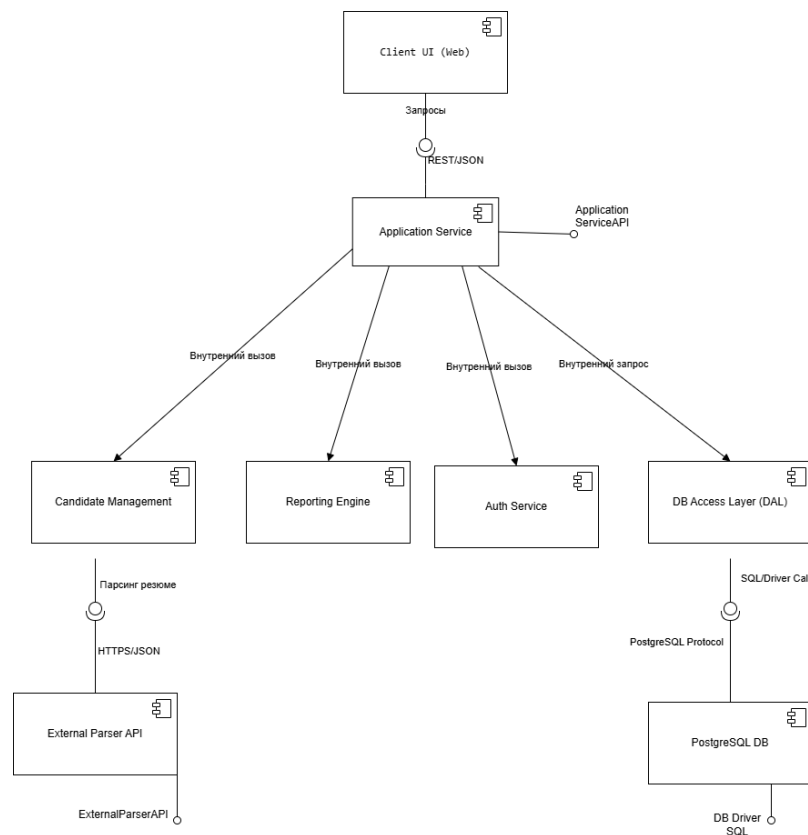 Client UI (Web)
Запросы
REST/JSON
Application Service
Application
ServiceAPI
Внутренний вызов
Внутренний вызов
Внутренний вызов
Внутренний запрос
Candidate Management
Reporting Engine
Auth Service
DB Access Layer (DAL)
Парсинг резюме
SQL/Driver Cal
HTTPS/JSON
PostgreSQL Protocol
External Parser API
PostgreSQL DB
ExternalParserAPI
DB Driver
SQL